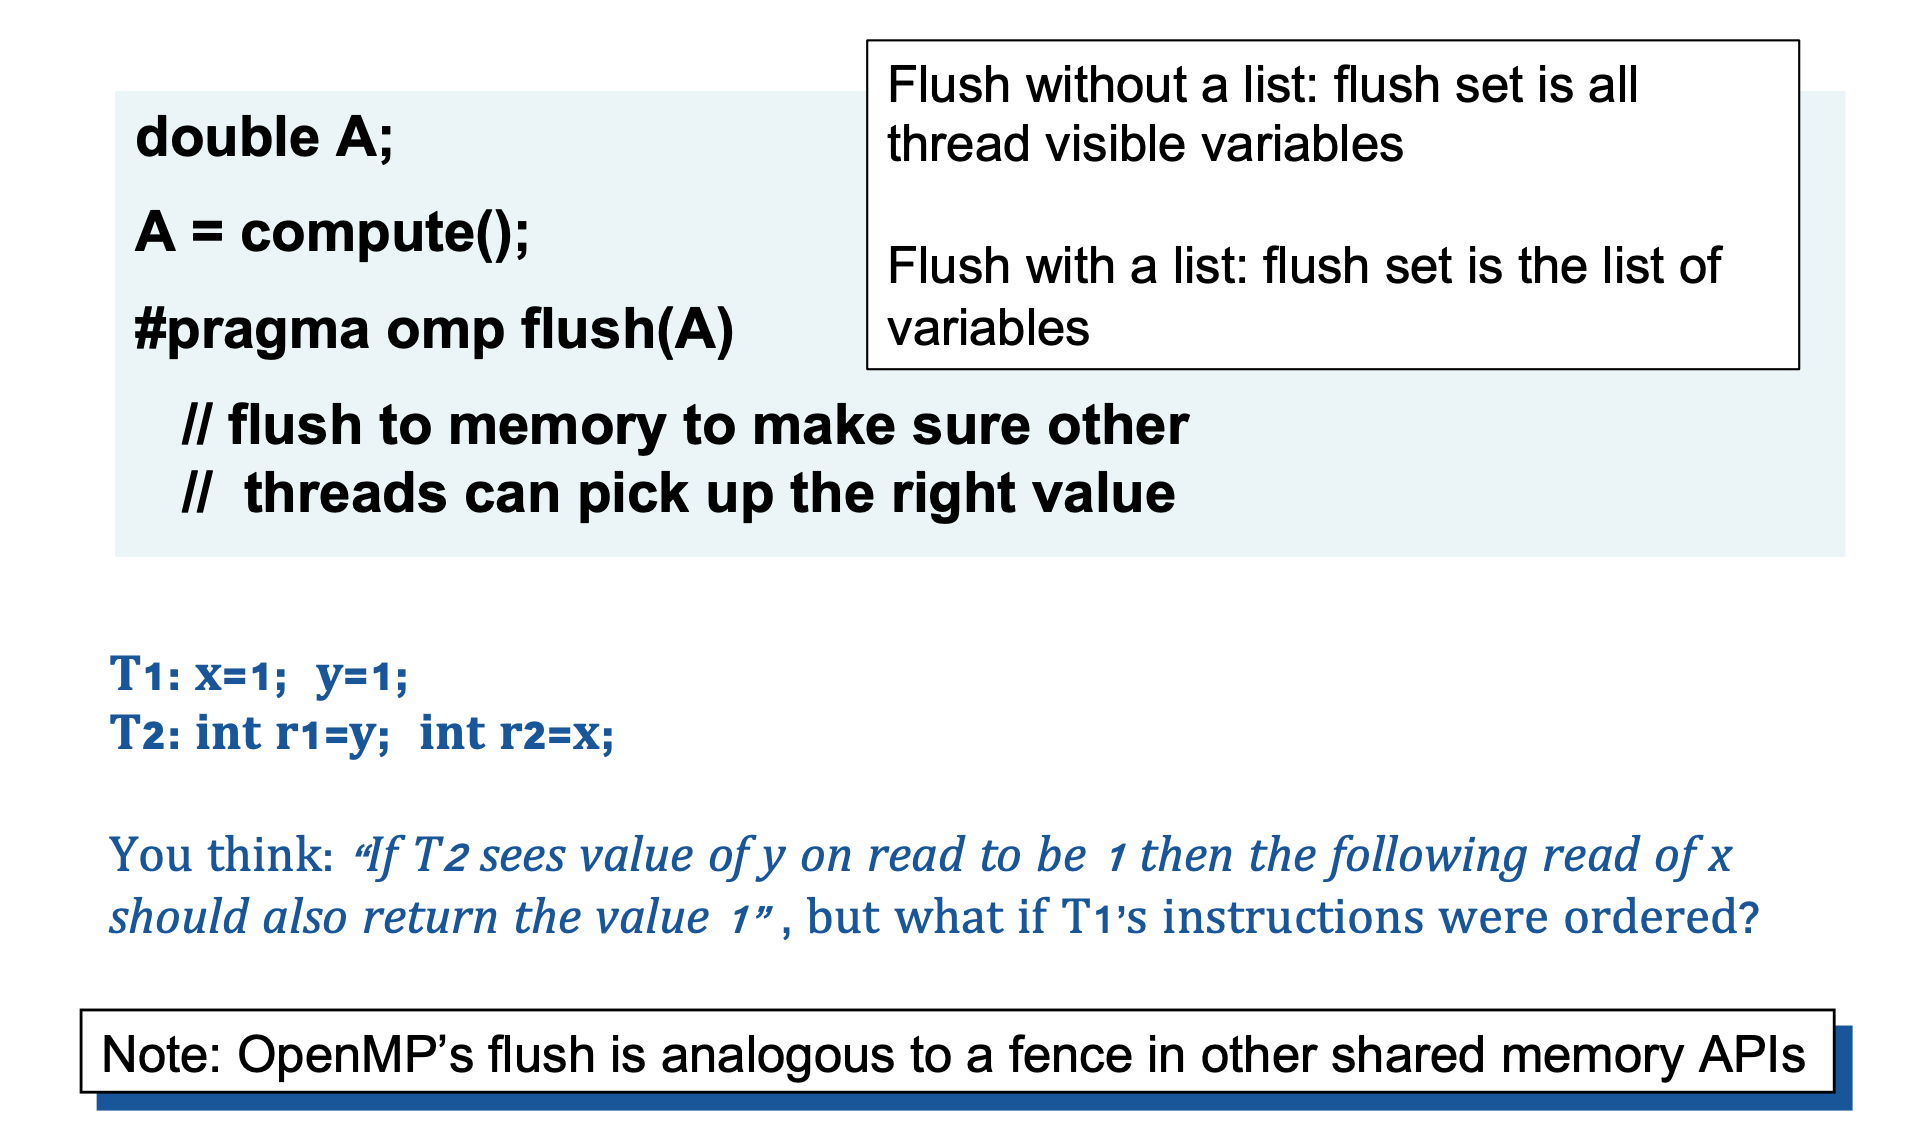 Flush without a list: flush set is all
thread visible variables
Flush with a list: flush set is the list of
variables
double A;
A = compute();
#pragma omp flush(A)
// flush to memory to make sure other
// threads can pick up the right value
T1: x=1; y=1;
T2: int r1=y; int r2=x;
You think: “If T2 sees value of y on read to be 1 then the following read of x
should also return the value 1” , but what if T1’s instructions were ordered?
Note: OpenMP’s flush is analogous to a fence in other shared memory APIs